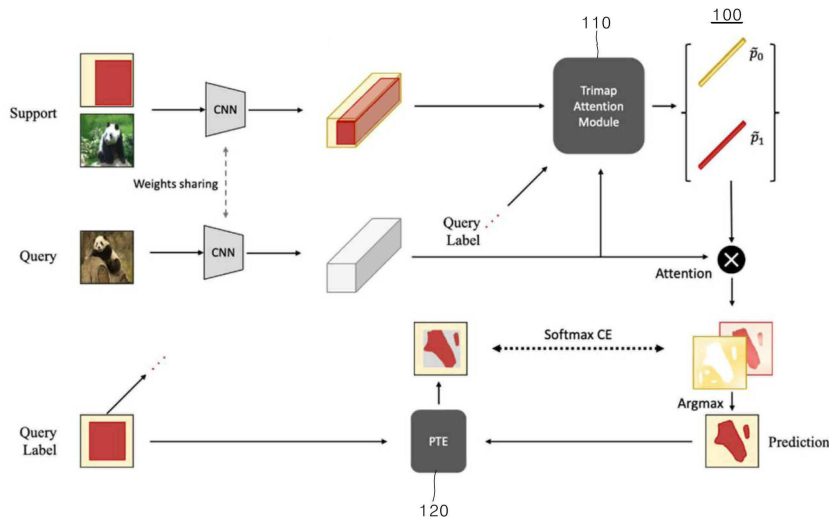 110
100
Support
CNN
Trimap
Attention
Module
p̃₀
p̃₁
Weights sharing
Query
CNN
Query
Label
Attention
Softmax CE
Argmax
Query
Label
PTE
Prediction
120